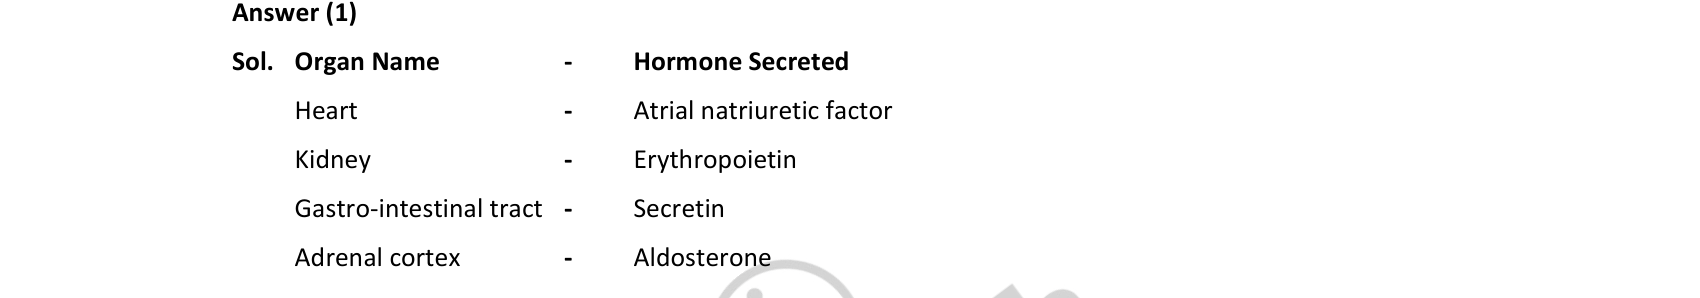 Answer (1)
Sol. Organ Name - Hormone Secreted
Heart - Atrial natriuretic factor
Kidney - Erythropoietin
Gastro-intestinal tract - Secretin
Adrenal cortex - Aldosterone